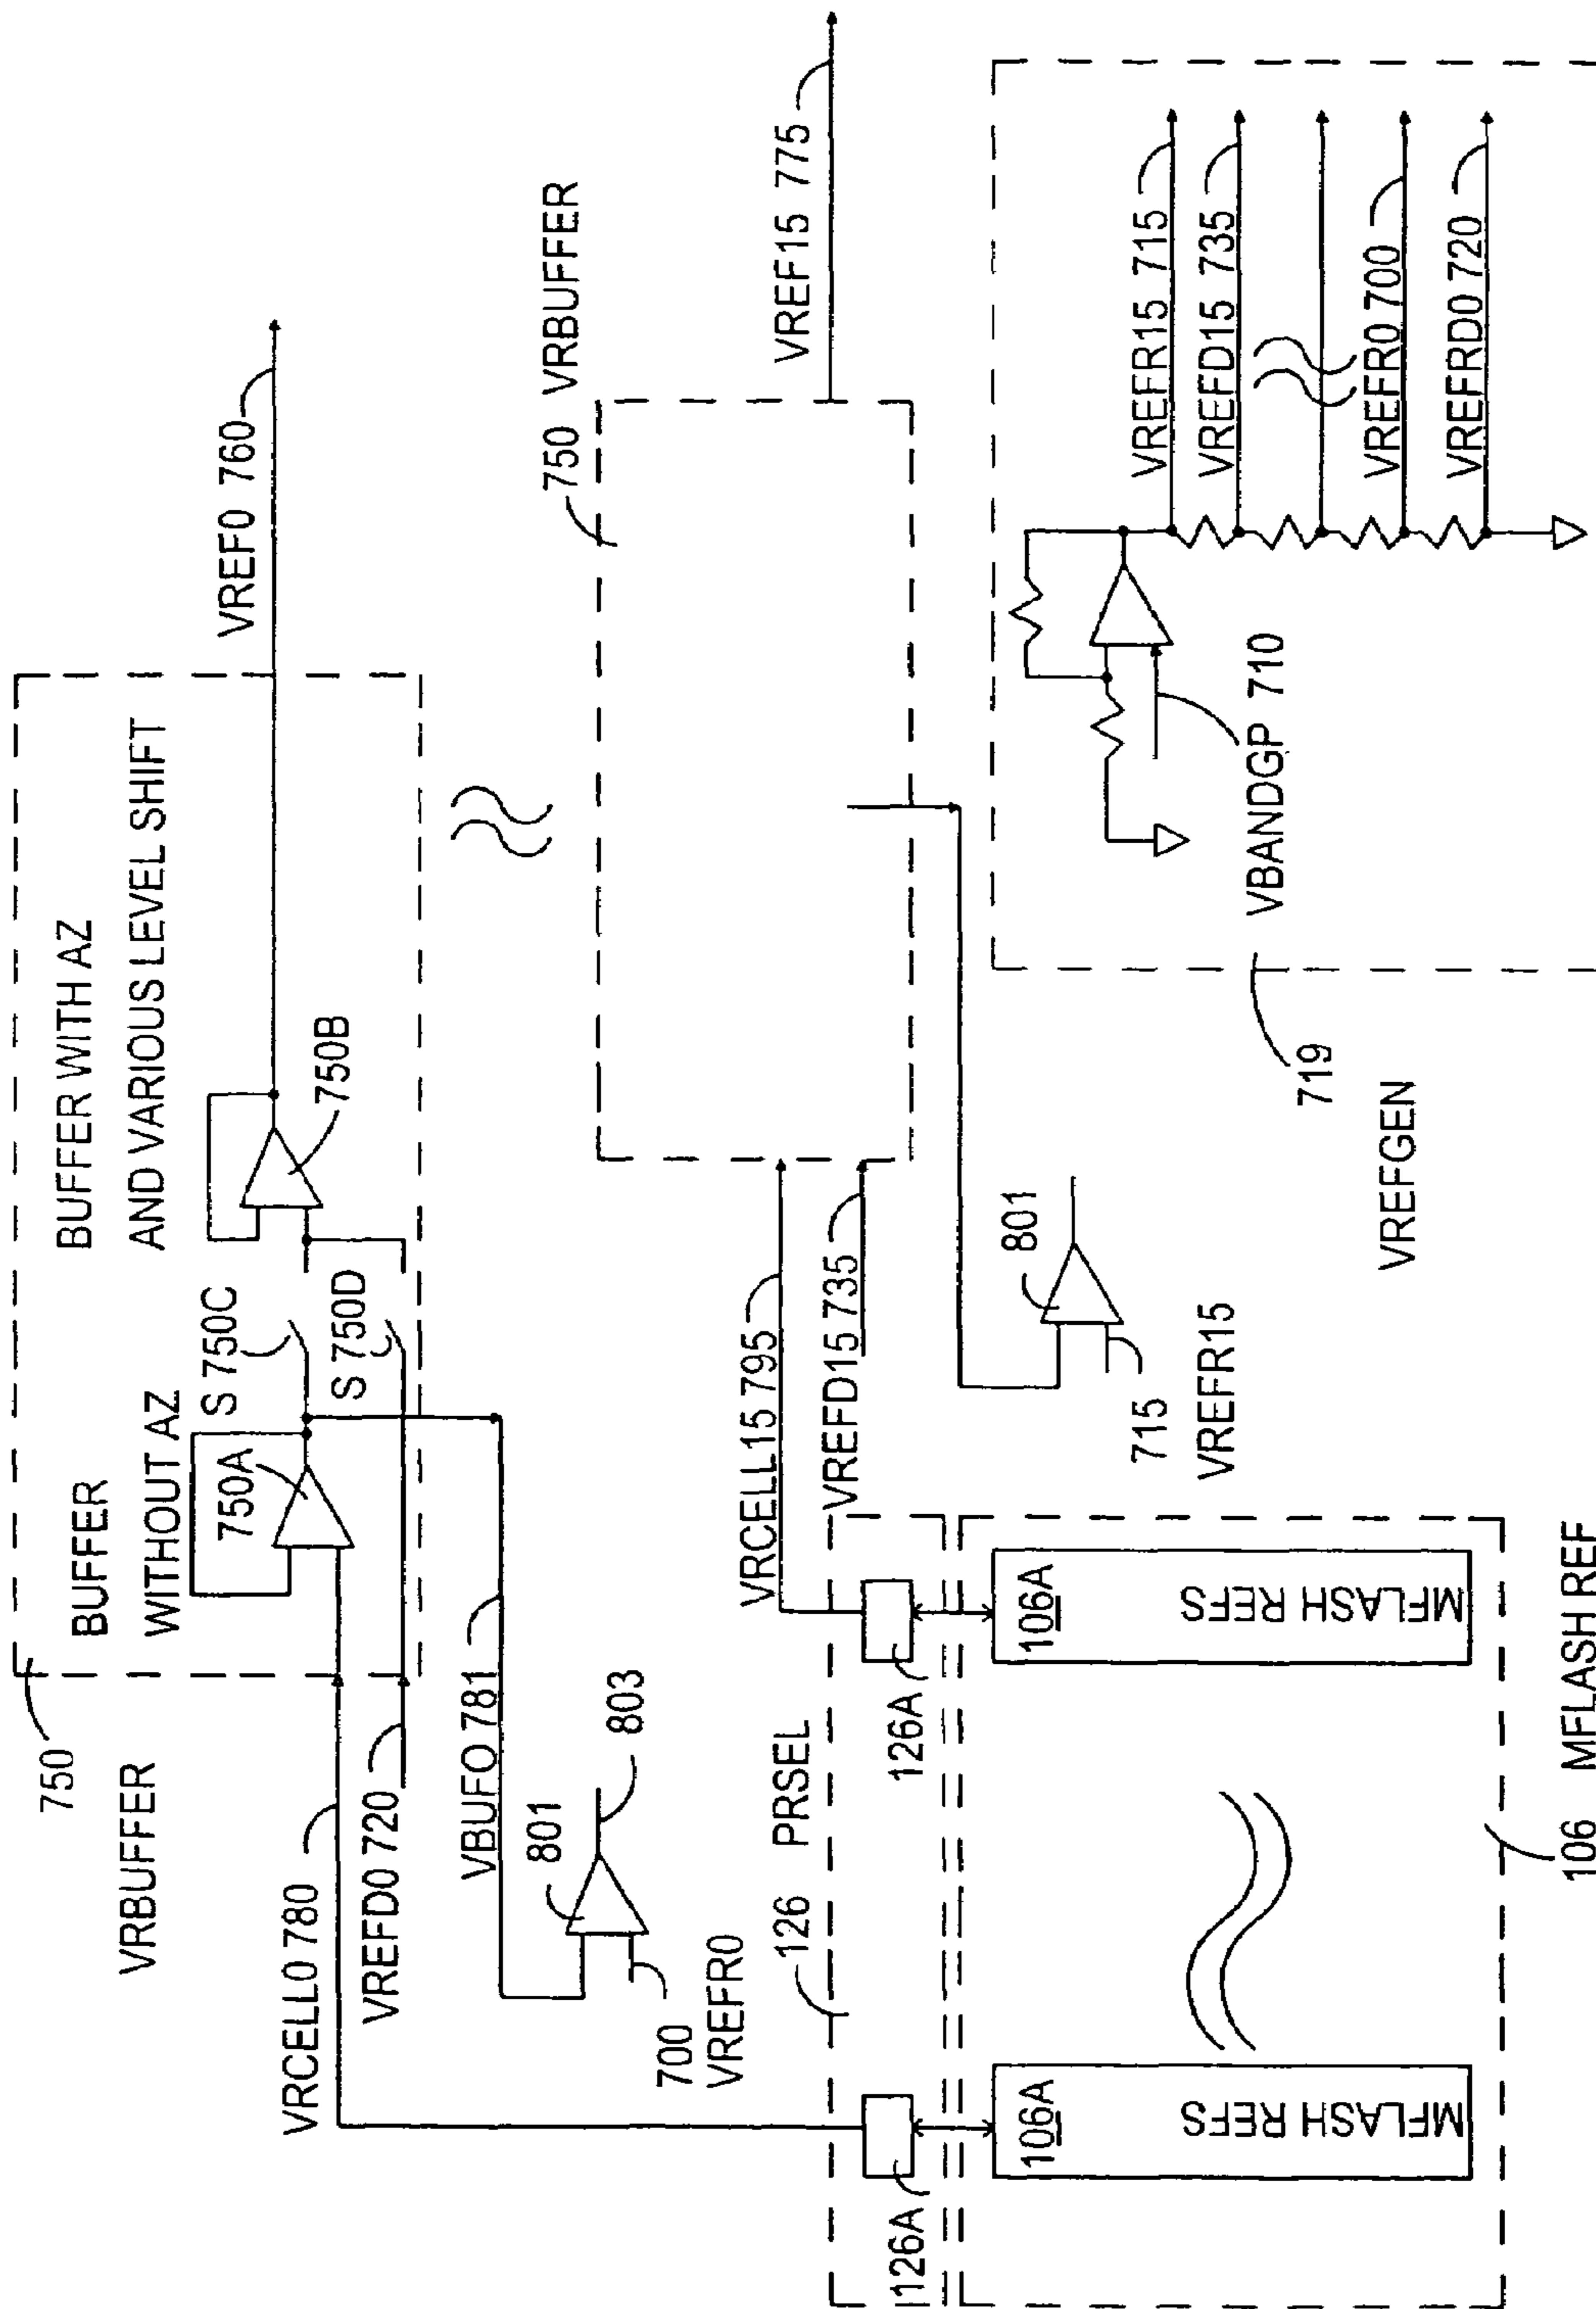 750
VRBUFFER
BUFFER
WITHOUT AZ
750A
S 750C
S 750D
BUFFER WITH AZ
AND VARIOUS LEVEL SHIFT
750B
VREF0 760
VRCELL0 780
VREFD0 720
VBUFO 781
801
803
700
VREFR0
750 VRBUFFER
VREF15 775
VRCELL15 795
VREFD15 735
801
715
VREFR15
126 PRSEL
126A
126A
106A
MFLASH REFS
106A
MFLASH REFS
106 MFLASH REF
719
VREFGEN
VBANDGP 710
VREFR15 715
VREFD15 735
VREFR0 700
VREFRD0 720